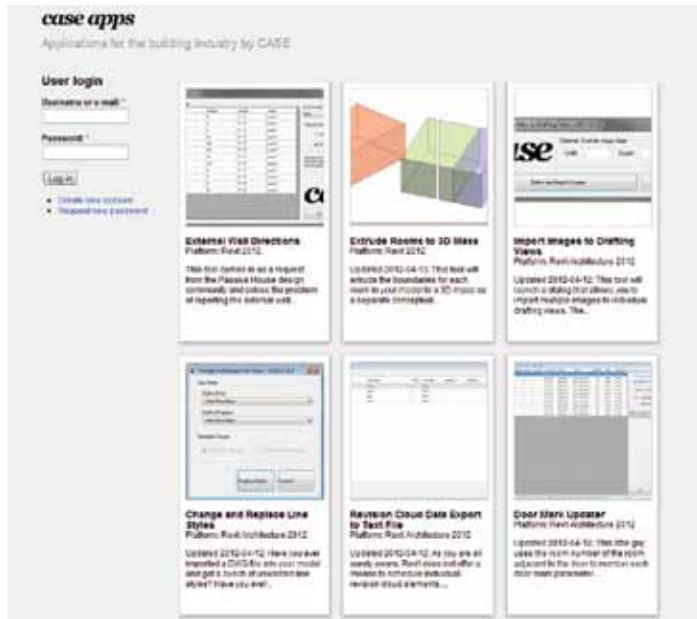 case apps
Applications for the building industry by CASE
User login
Username or e-mail: *
Password: *
Log in
Create new account
Request new password
External Wall Directions
Platform: Revit 2012
This tool comes in as a request
from the Passive House design
community and solves the problem
of reporting the external wall...
Extrude Rooms to 3D Mass
Platform: Revit 2012
Updated 2012-04-13: This tool will
extrude the boundaries for each
room in your model to a 3D mass as
a separate conceptual...
Import Images to Drafting
Views
Platform: Revit Architecture 2012
Updated 2012-04-12: This tool will
launch a dialog that allows you to
import multiple images to individual
drafting views. The...
Change and Replace Line
Styles
Platform: Revit Architecture 2012
Updated 2012-04-12: Have you ever
imported a DWG file into your model
and got a bunch of unwanted line
styles? Have you ever...
Revision Cloud Data Export
to Text File
Platform: Revit Architecture 2012
Updated 2012-04-12: As you are all
surely aware, Revit does not offer a
means to schedule individual
revision cloud elements....
Door Mark Updater
Platform: Revit Architecture 2012
Updated 2012-04-12: This little guy
uses the room number of the room
adjacent to the door to number each
door mark parameter...